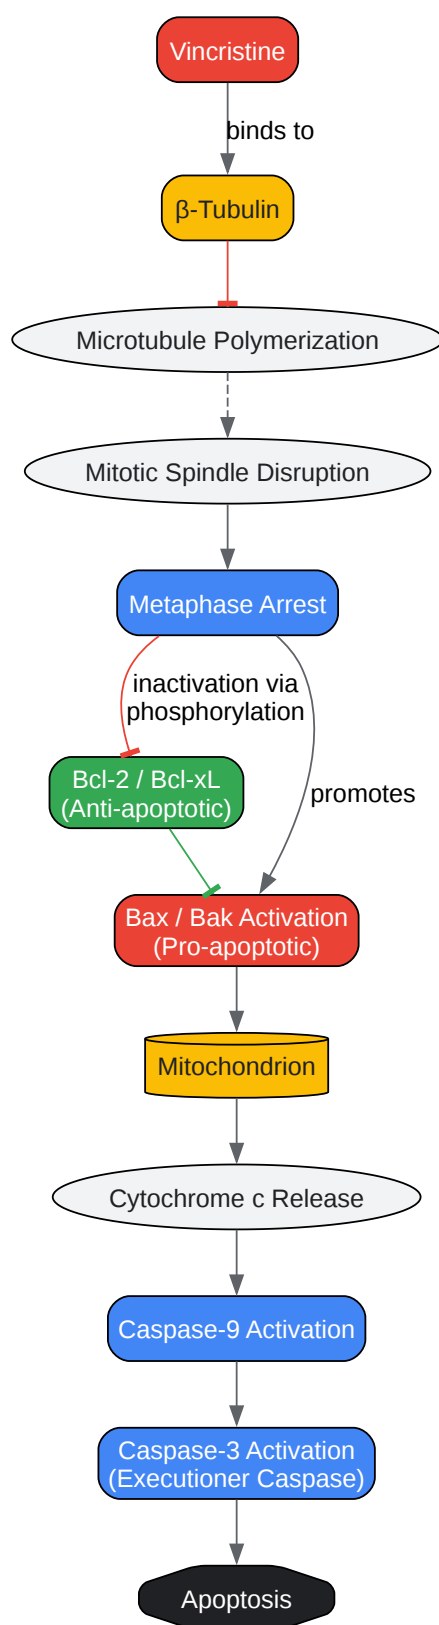 Vincristine
binds to
β-Tubulin
Microtubule Polymerization
Mitotic Spindle Disruption
Metaphase Arrest
inactivation via
phosphorylation
Bcl-2 / Bcl-xL
(Anti-apoptotic)
promotes
Bax / Bak Activation
(Pro-apoptotic)
Mitochondrion
Cytochrome c Release
Caspase-9 Activation
Caspase-3 Activation
(Executioner Caspase)
Apoptosis